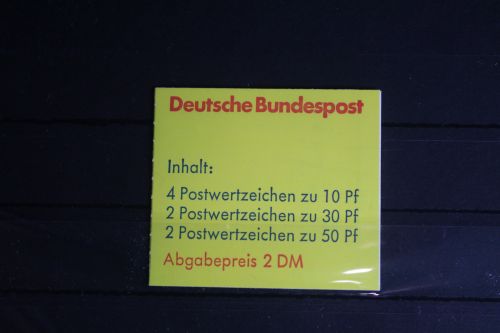 Deutsche Bundespost
Inhalt:
4 Postwertzeichen zu 10 Pf
2 Postwertzeichen zu 30 Pf
2 Postwertzeichen zu 50 Pf
Abgabepreis 2 DM